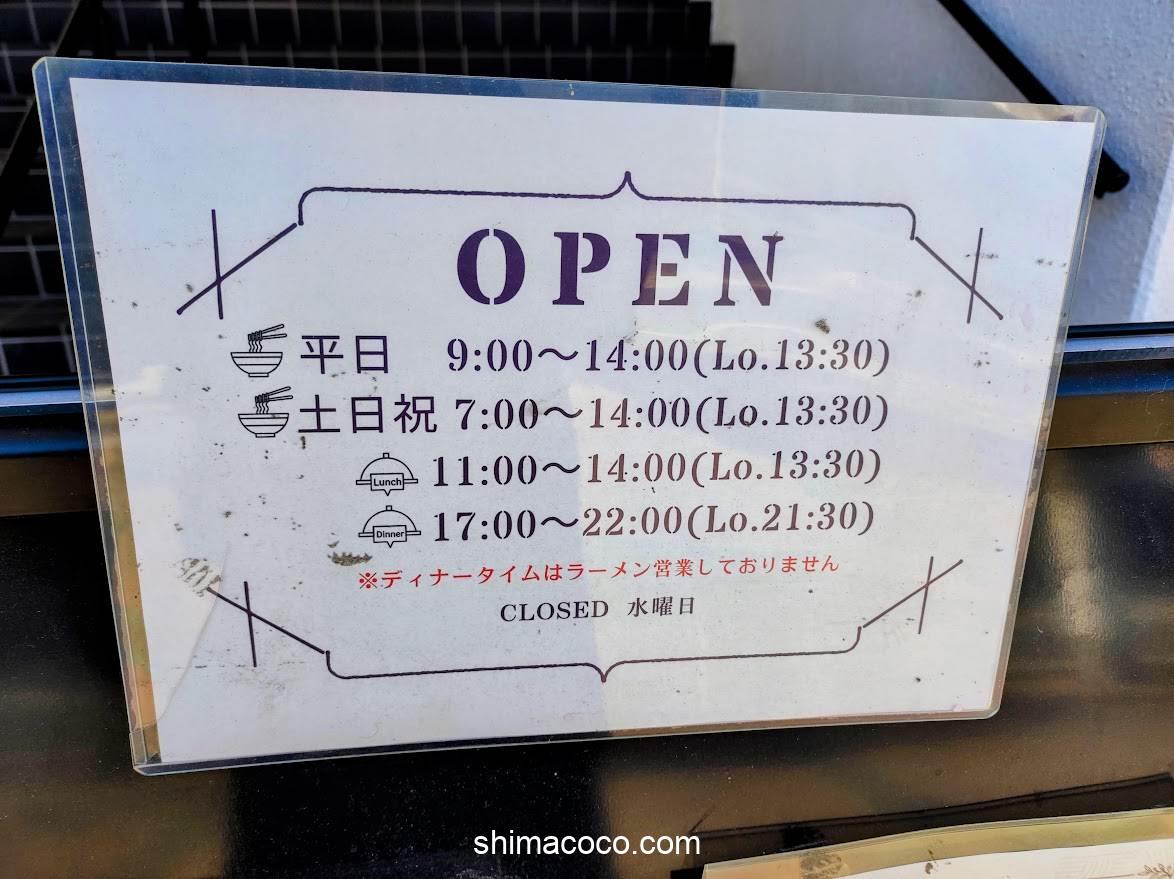 OPEN
平日 9:00〜14:00(Lo.13:30)
土日祝 7:00〜14:00(Lo.13:30)
Lunch 11:00〜14:00(Lo.13:30)
Dinner 17:00〜22:00(Lo.21:30)
※ディナータイムはラーメン営業しておりません
CLOSED 水曜日
shimacoco.com